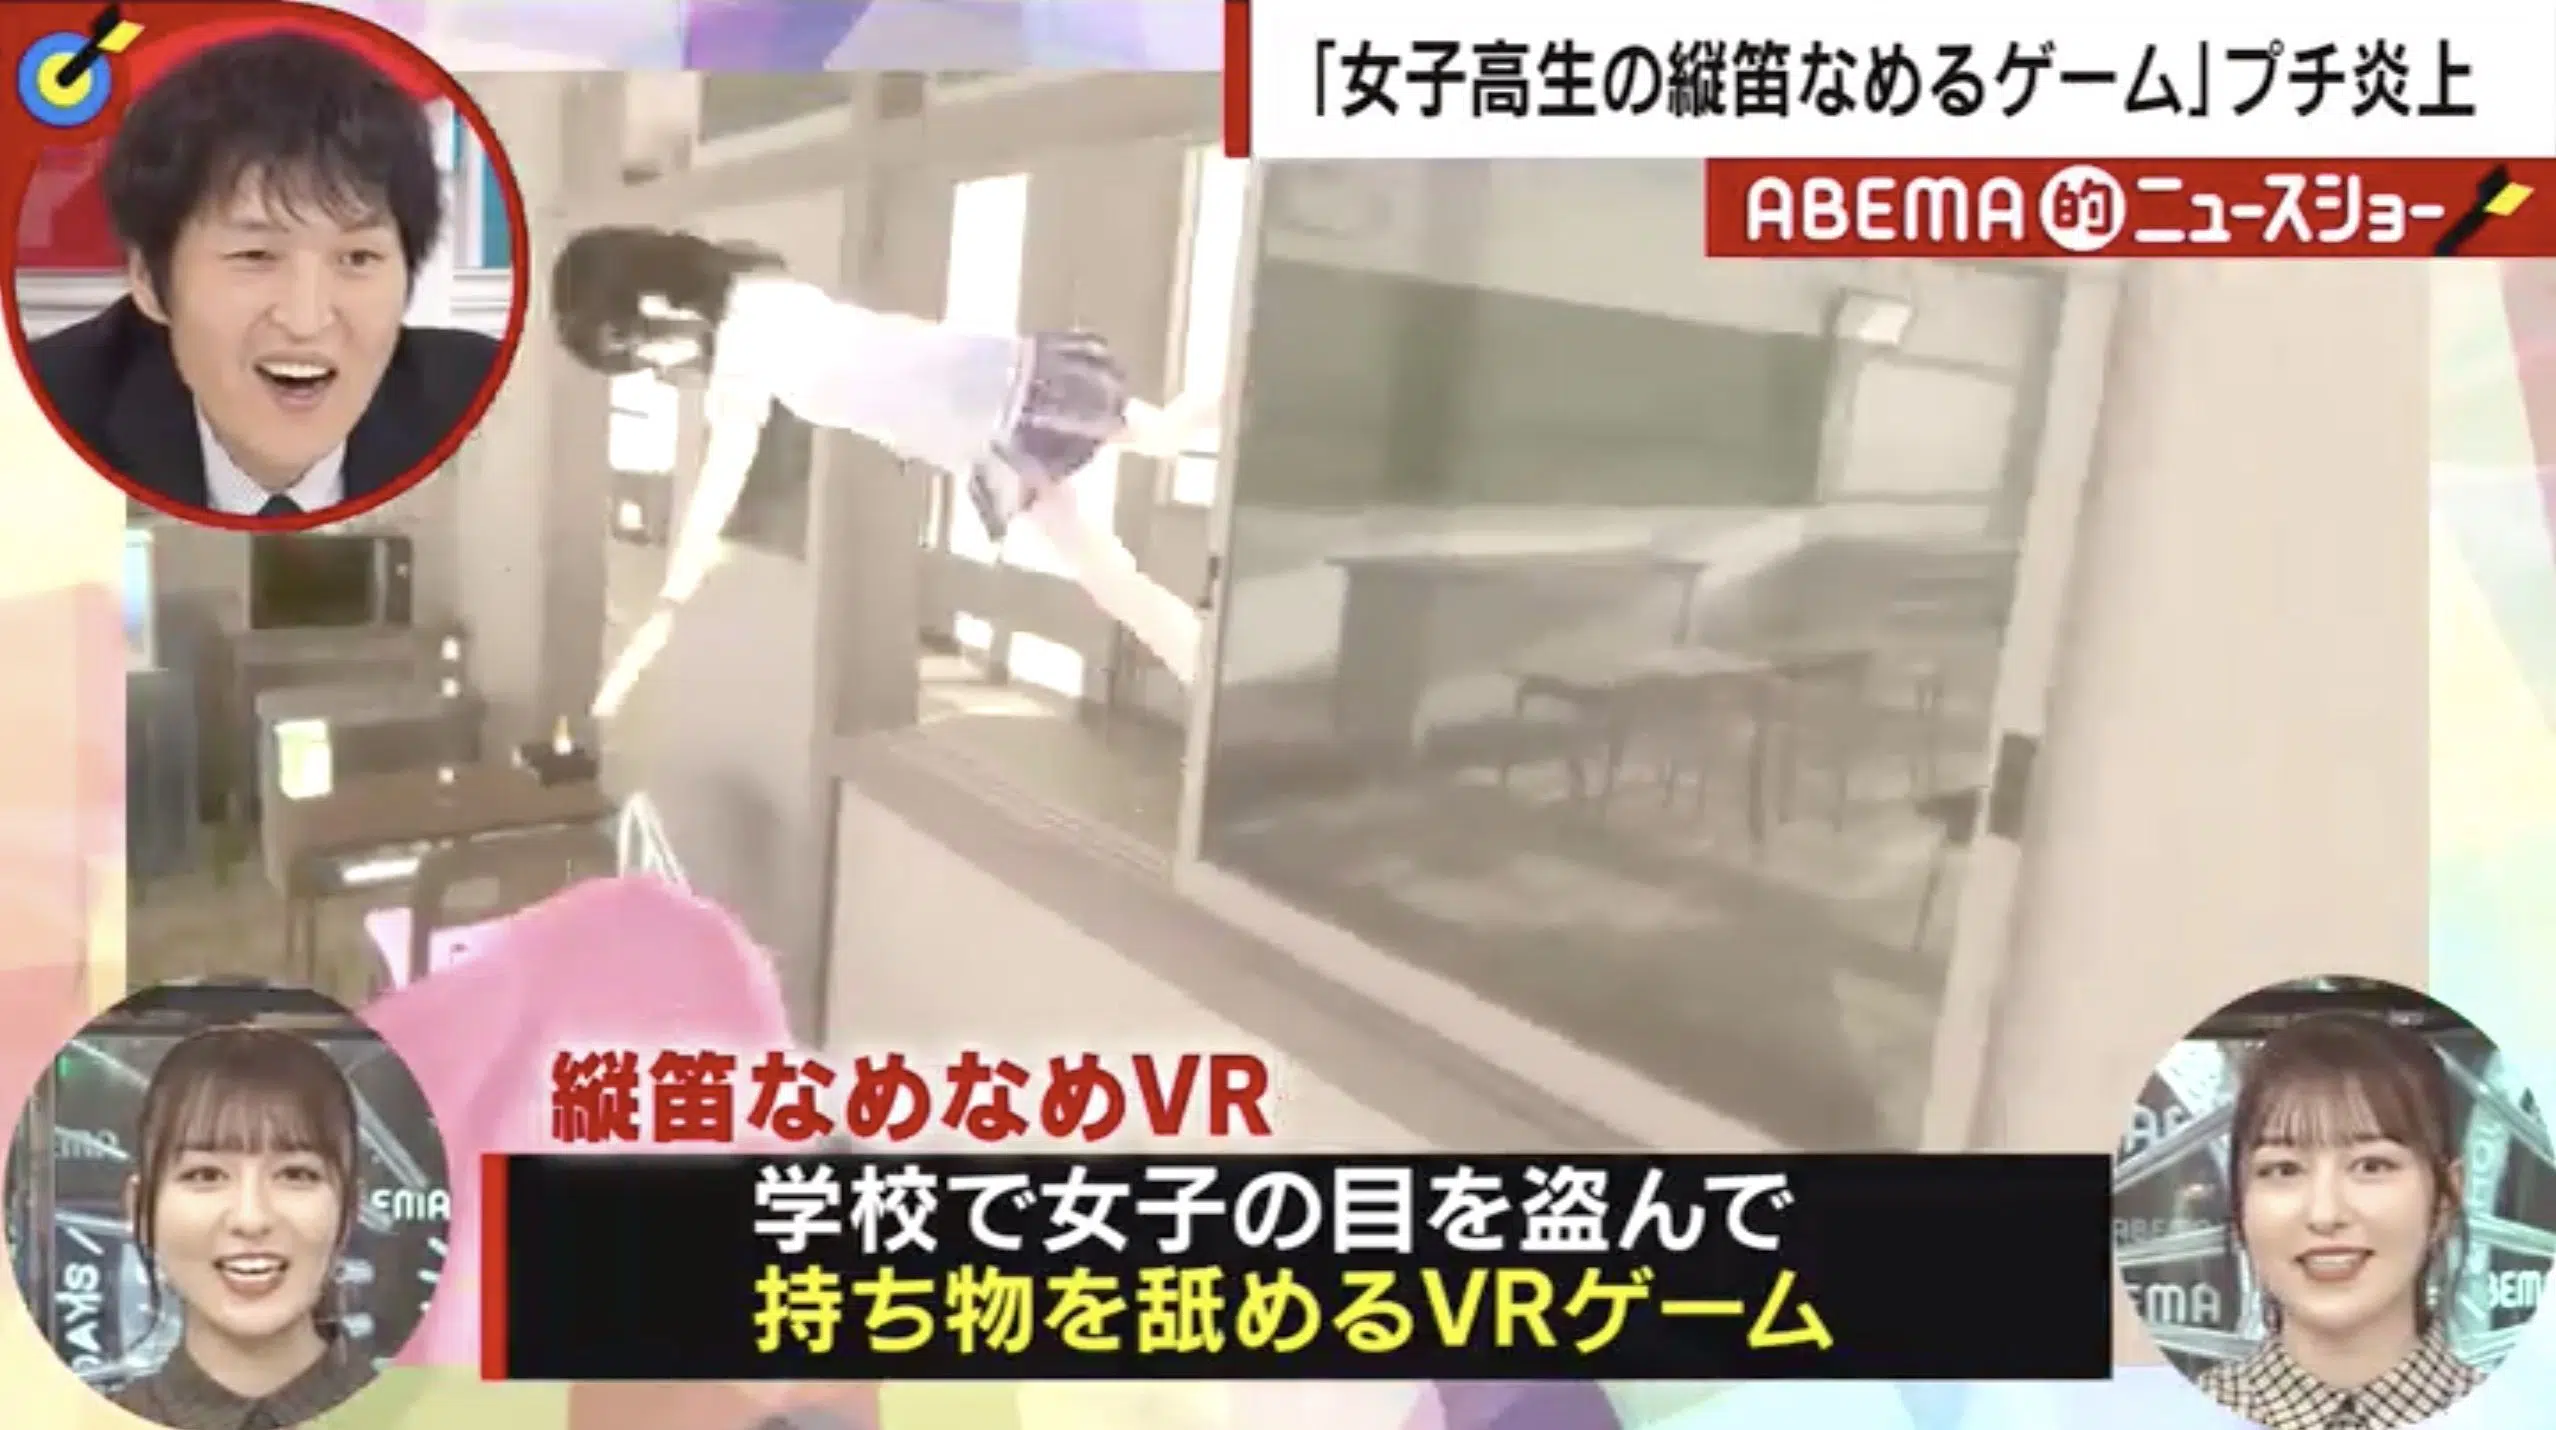 「女子高生の縦笛なめるゲーム」プチ炎上
ABEMA的ニュースショー
縦笛なめなめVR
学校で女子の目を盗んで
持ち物を舐めるVRゲーム